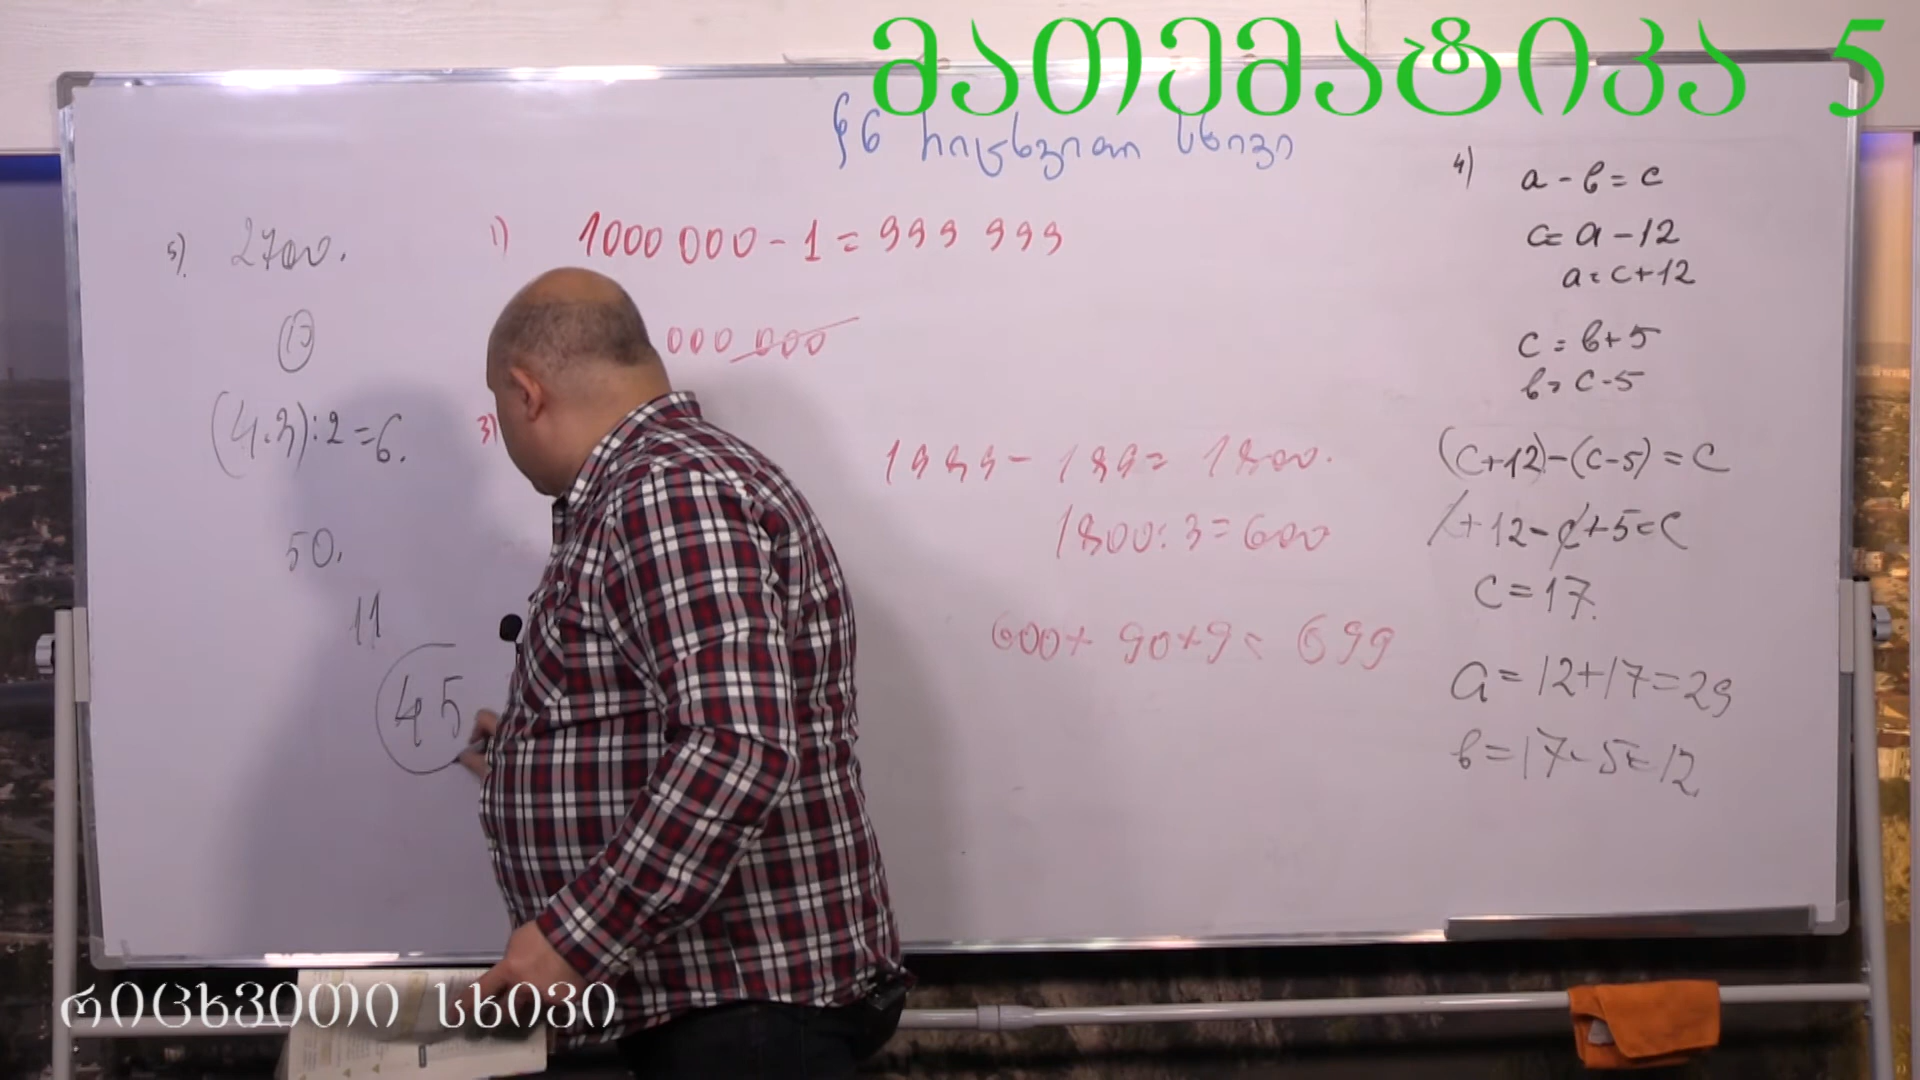 მათემატიკა 5
§6 რიცხვითი სხივი
5) 2700.
10
(4·3):2=6.
50.
11
45
1) 1000 000 - 1 = 999 999
000 000
3)
1999 - 199 = 1800.
1800:3=600
600+ 90+9= 699
4) a - b = c
c= a - 12
a = c+12
c = b+5
b= c-5
(c+12)-(c-5) = c
c+12-c+5=c
c=17.
a=12+17=29
b=17-5=12
რიცხვითი სხივი